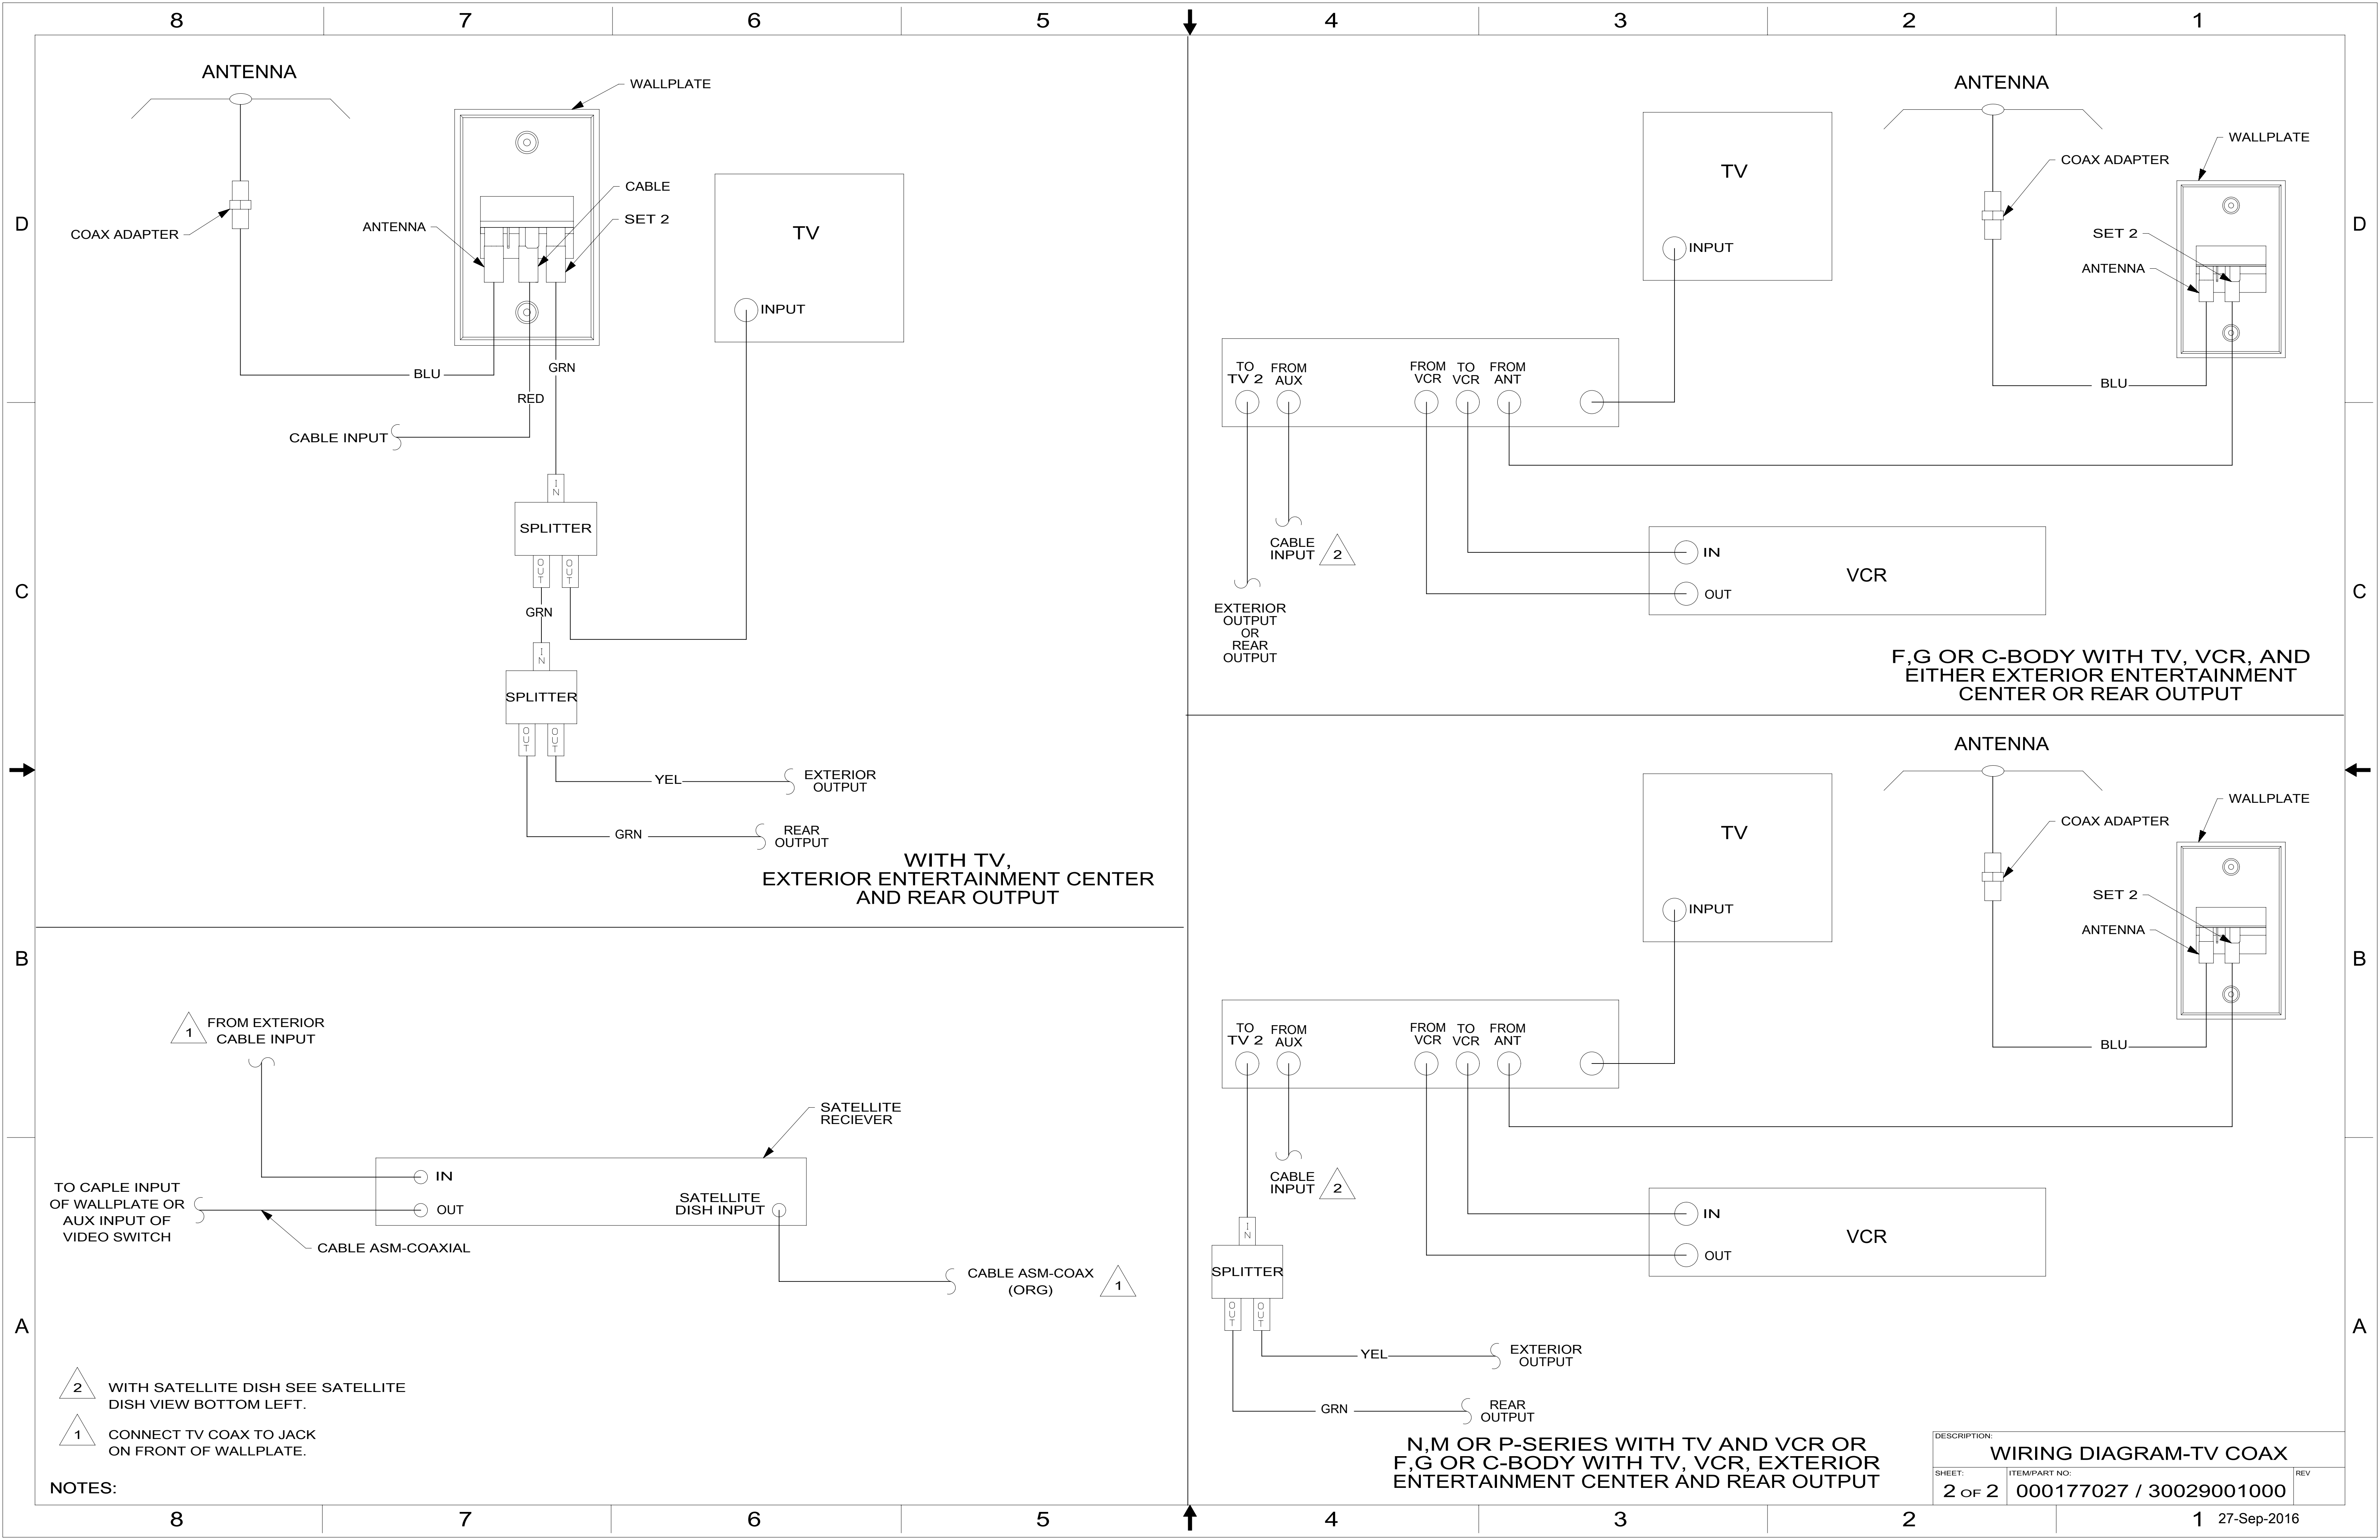 8 7 6 5 4 3 2 1
D
C
B
A
ANTENNA
WALLPLATE
COAX ADAPTER
ANTENNA
CABLE
SET 2
TV
INPUT
BLU
RED
GRN
CABLE INPUT
IN
SPLITTER
OUT OUT
GRN
IN
SPLITTER
OUT OUT
YEL
EXTERIOR
OUTPUT
GRN
REAR
OUTPUT
WITH TV,
EXTERIOR ENTERTAINMENT CENTER
AND REAR OUTPUT
ANTENNA
WALLPLATE
COAX ADAPTER
TV
INPUT
SET 2
ANTENNA
BLU
TO
TV 2
FROM
AUX
FROM
VCR
TO
VCR
FROM
ANT
CABLE
INPUT
2
EXTERIOR
OUTPUT
OR
REAR
OUTPUT
IN
OUT
VCR
F,G OR C-BODY WITH TV, VCR, AND
EITHER EXTERIOR ENTERTAINMENT
CENTER OR REAR OUTPUT
1
FROM EXTERIOR
CABLE INPUT
SATELLITE
RECIEVER
IN
OUT
SATELLITE
DISH INPUT
TO CAPLE INPUT
OF WALLPLATE OR
AUX INPUT OF
VIDEO SWITCH
CABLE ASM-COAXIAL
CABLE ASM-COAX
(ORG)
1
2
WITH SATELLITE DISH SEE SATELLITE
DISH VIEW BOTTOM LEFT.
1
CONNECT TV COAX TO JACK
ON FRONT OF WALLPLATE.
NOTES:
ANTENNA
WALLPLATE
COAX ADAPTER
TV
INPUT
SET 2
ANTENNA
BLU
TO
TV 2
FROM
AUX
FROM
VCR
TO
VCR
FROM
ANT
CABLE
INPUT
2
IN
OUT
VCR
IN
SPLITTER
OUT OUT
YEL
EXTERIOR
OUTPUT
GRN
REAR
OUTPUT
N,M OR P-SERIES WITH TV AND VCR OR
F,G OR C-BODY WITH TV, VCR, EXTERIOR
ENTERTAINMENT CENTER AND REAR OUTPUT
DESCRIPTION:
WIRING DIAGRAM-TV COAX
SHEET:
2 OF 2
ITEM/PART NO:
000177027 / 30029001000
REV
D
C
B
A
8 7 6 5 4 3 2 1
27-Sep-2016